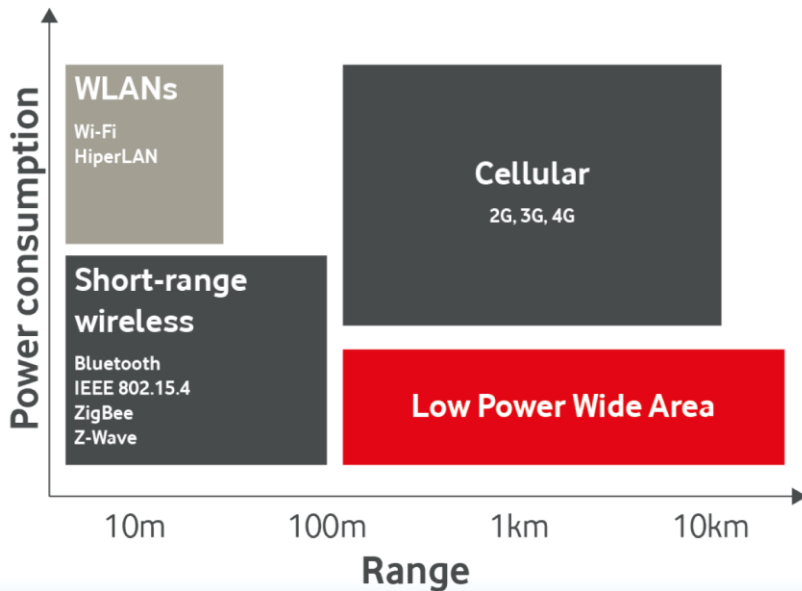 Power consumption
WLANs
Wi-Fi
HiperLAN
Cellular
2G, 3G, 4G
Short-range
wireless
Bluetooth
IEEE 802.15.4
ZigBee
Z-Wave
Low Power Wide Area
10m
100m
1km
10km
Range